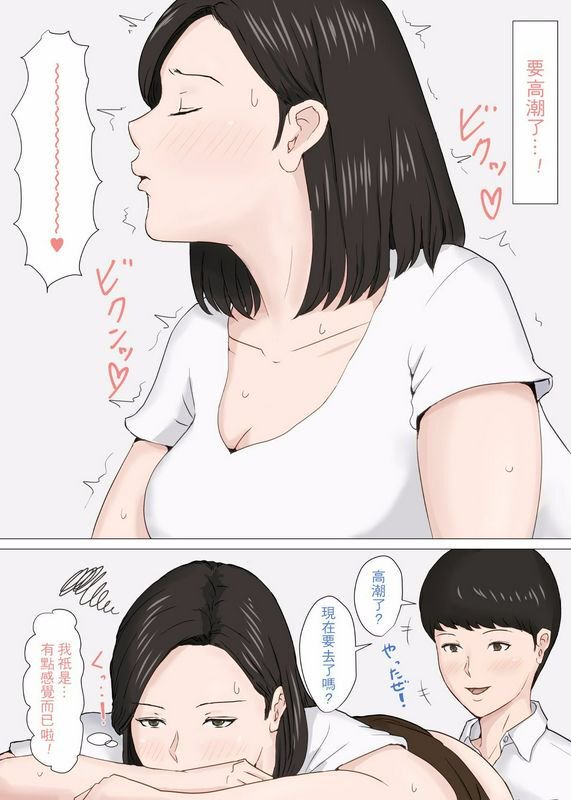 要高潮了…！
ビクッ
ビクンッ
高潮了？
現在要去了嗎？
やったぜ！
くっ…！
我祇是…
有點感覺而已啦！